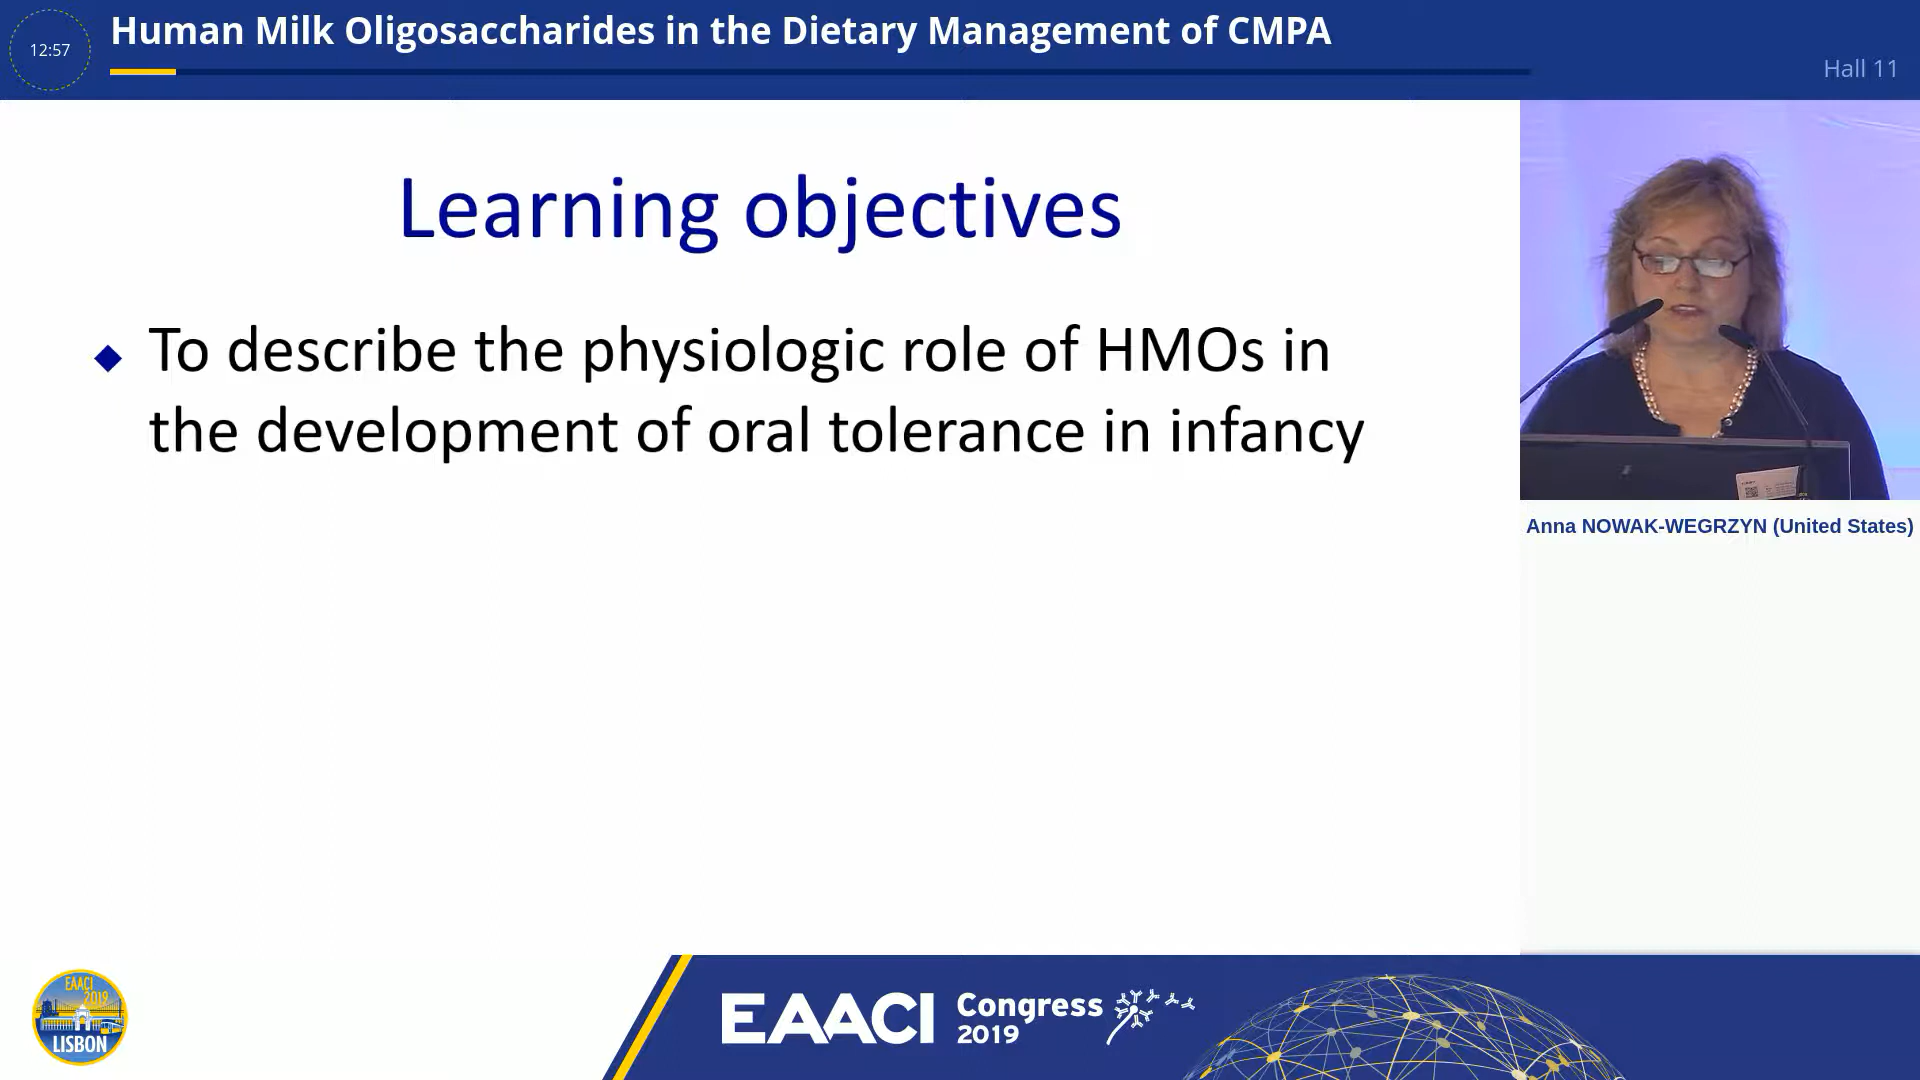 12:57
Human Milk Oligosaccharides in the Dietary Management of CMPA
Hall 11
Learning objectives
To describe the physiologic role of HMOs in
the development of oral tolerance in infancy
Anna NOWAK-WEGRZYN (United States)
EAACI
2019
LISBON
EAACI Congress
2019